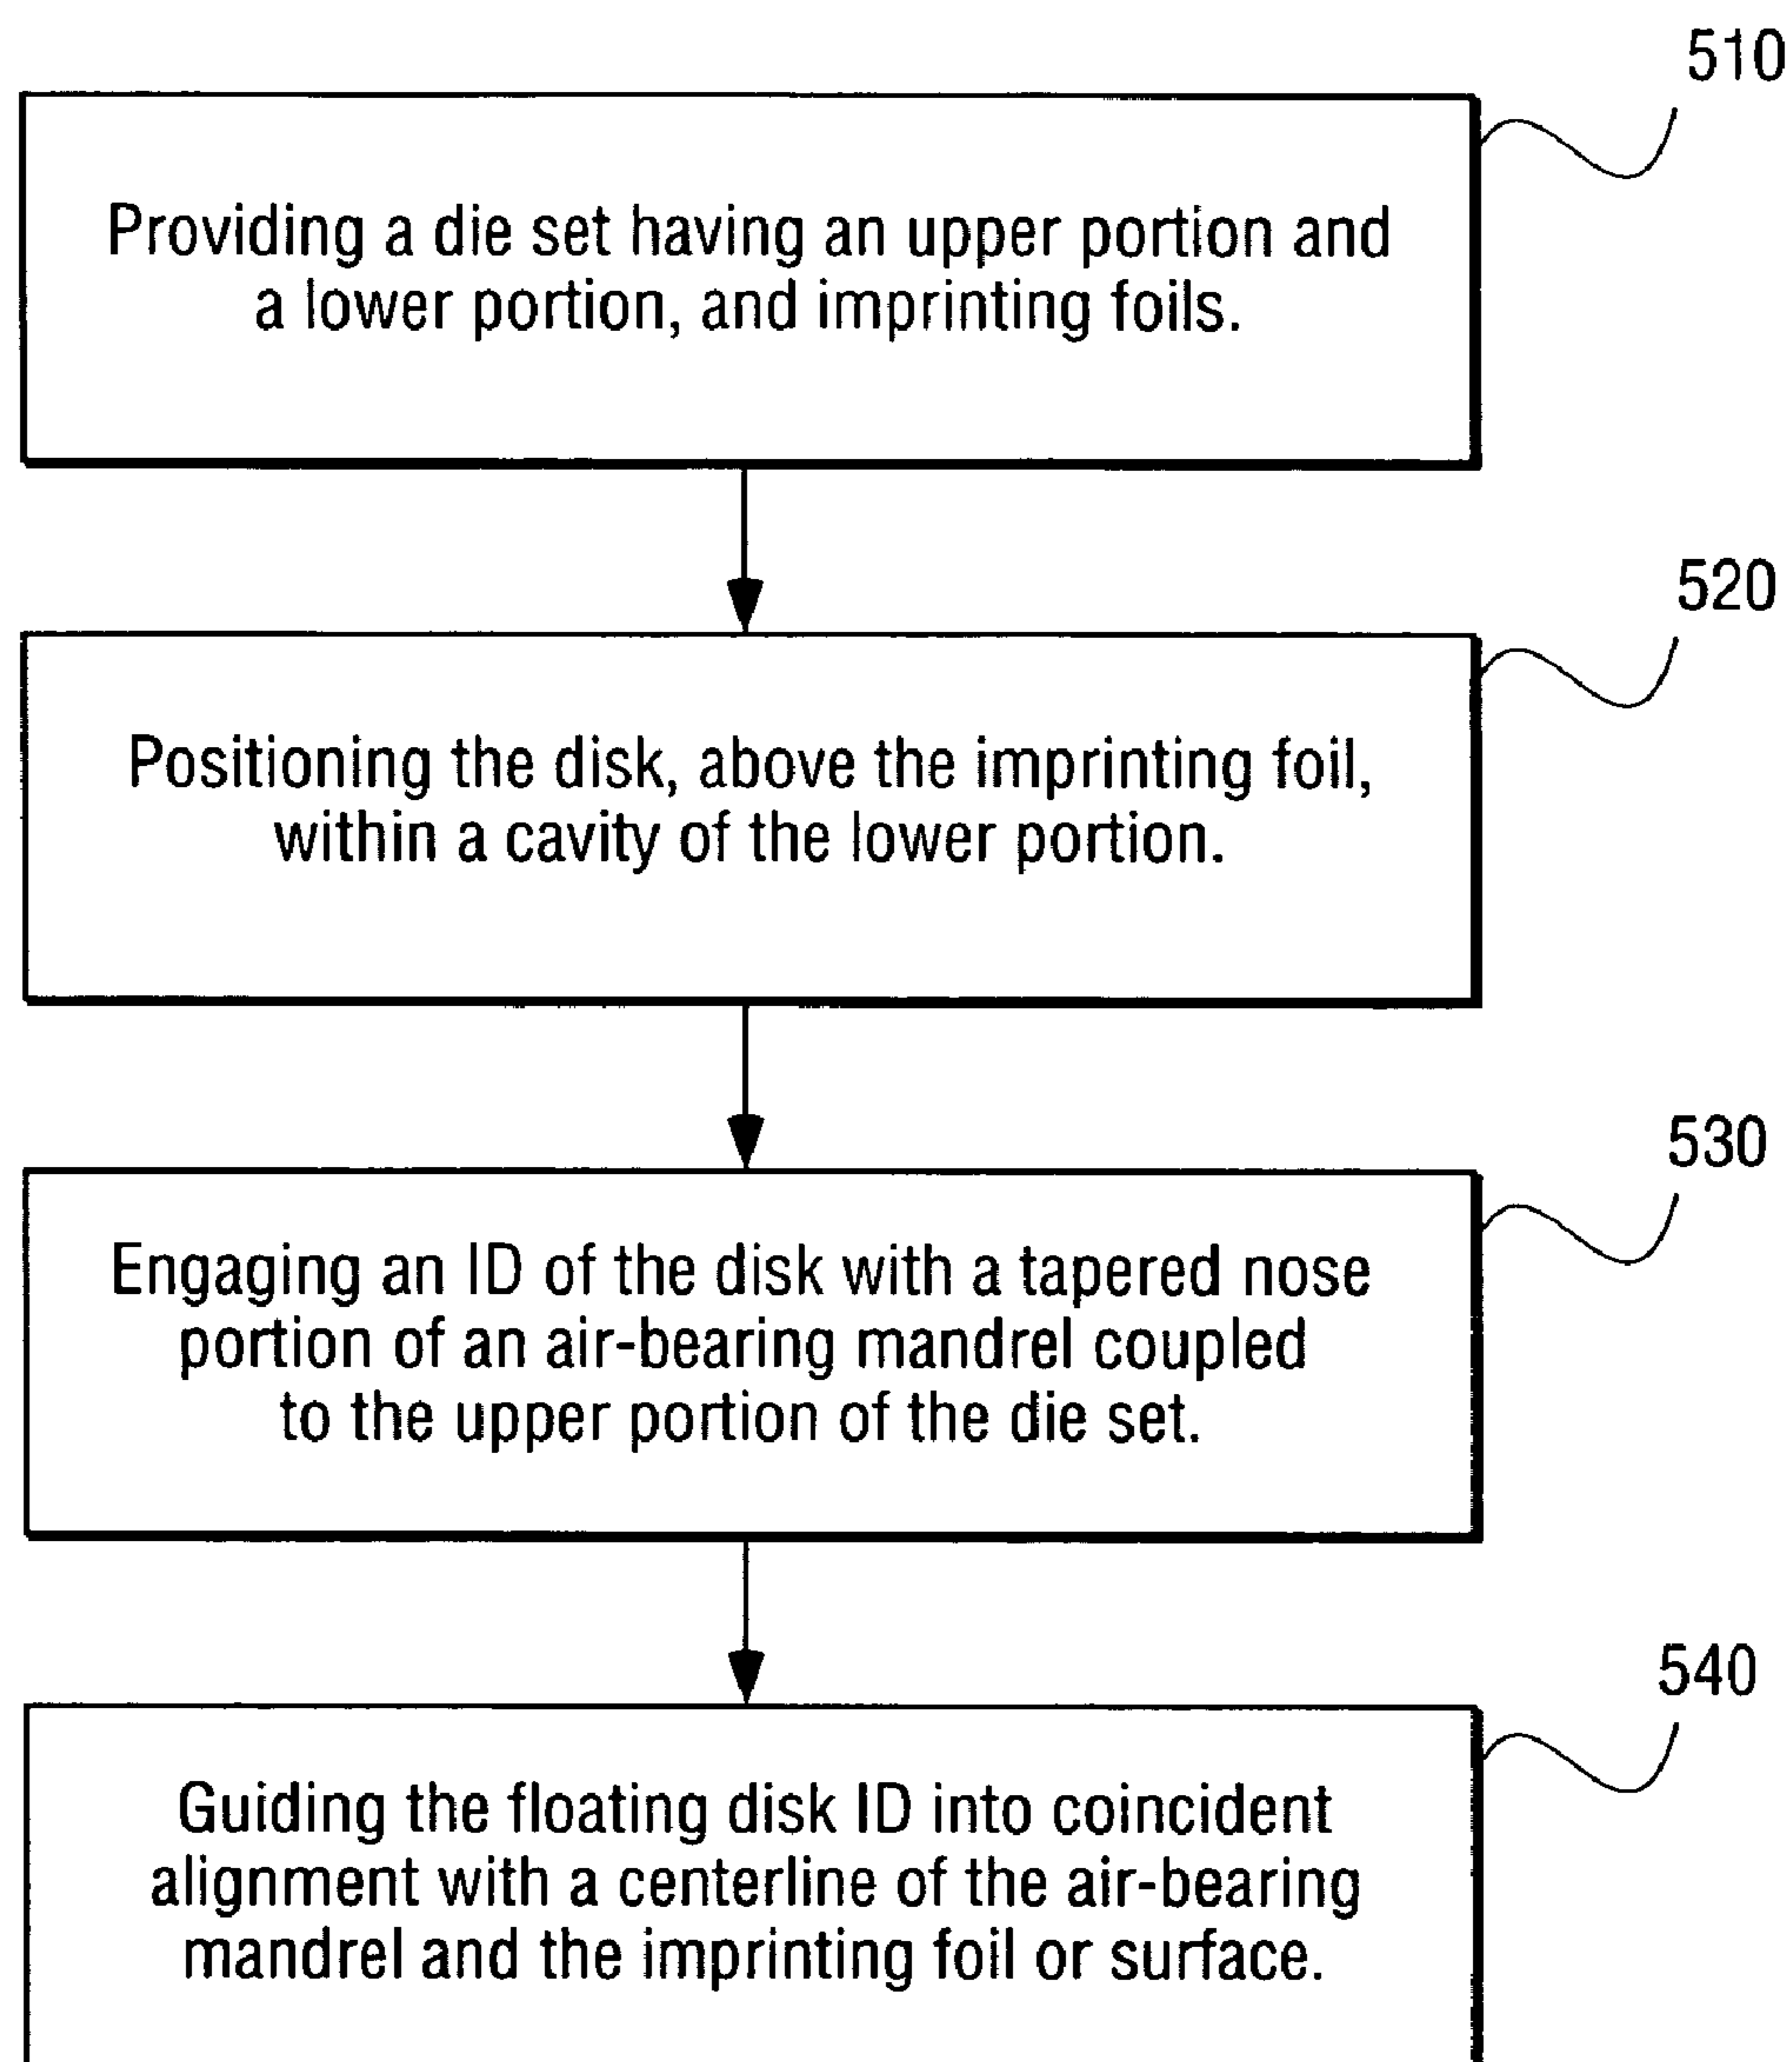 510
Providing a die set having an upper portion and
a lower portion, and imprinting foils.
520
Positioning the disk, above the imprinting foil,
within a cavity of the lower portion.
530
Engaging an ID of the disk with a tapered nose
portion of an air-bearing mandrel coupled
to the upper portion of the die set.
540
Guiding the floating disk ID into coincident
alignment with a centerline of the air-bearing
mandrel and the imprinting foil or surface.